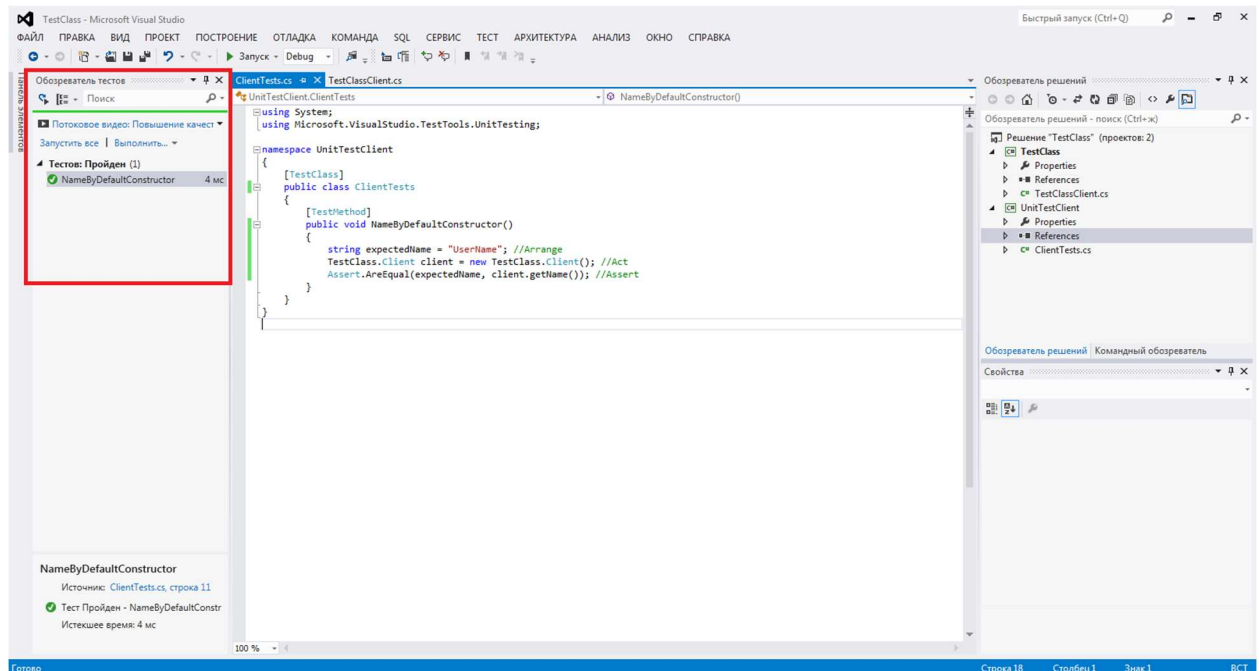 TestClass - Microsoft Visual Studio
Быстрый запуск (Ctrl+Q)
ФАЙЛ ПРАВКА ВИД ПРОЕКТ ПОСТРОЕНИЕ ОТЛАДКА КОМАНДА SQL СЕРВИС ТЕСТ АРХИТЕКТУРА АНАЛИЗ ОКНО СПРАВКА
Запуск Debug
Панель элементов
Обозреватель тестов
Поиск
Потоковое видео: Повышение качест
Запустить все | Выполнить...
Тестов: Пройден (1)
NameByDefaultConstructor 4 мс
NameByDefaultConstructor
Источник: ClientTests.cs, строка 11
Тест Пройден - NameByDefaultConstr
Истекшее время: 4 мс
ClientTests.cs TestClassClient.cs
UnitTestClient.ClientTests NameByDefaultConstructor()
using System;
using Microsoft.VisualStudio.TestTools.UnitTesting;
namespace UnitTestClient
{
[TestClass]
public class ClientTests
{
[TestMethod]
public void NameByDefaultConstructor()
{
string expectedName = "UserName"; //Arrange
TestClass.Client client = new TestClass.Client(); //Act
Assert.AreEqual(expectedName, client.getName()); //Assert
}
}
}
100 %
Обозреватель решений
Обозреватель решений - поиск (Ctrl+ж)
Решение "TestClass" (проектов: 2)
C# TestClass
Properties
References
C# TestClassClient.cs
C# UnitTestClient
Properties
References
C# ClientTests.cs
Обозреватель решений Командный обозреватель
Свойства
Готово Строка 18 Столбец 1 Знак 1 ВСТ